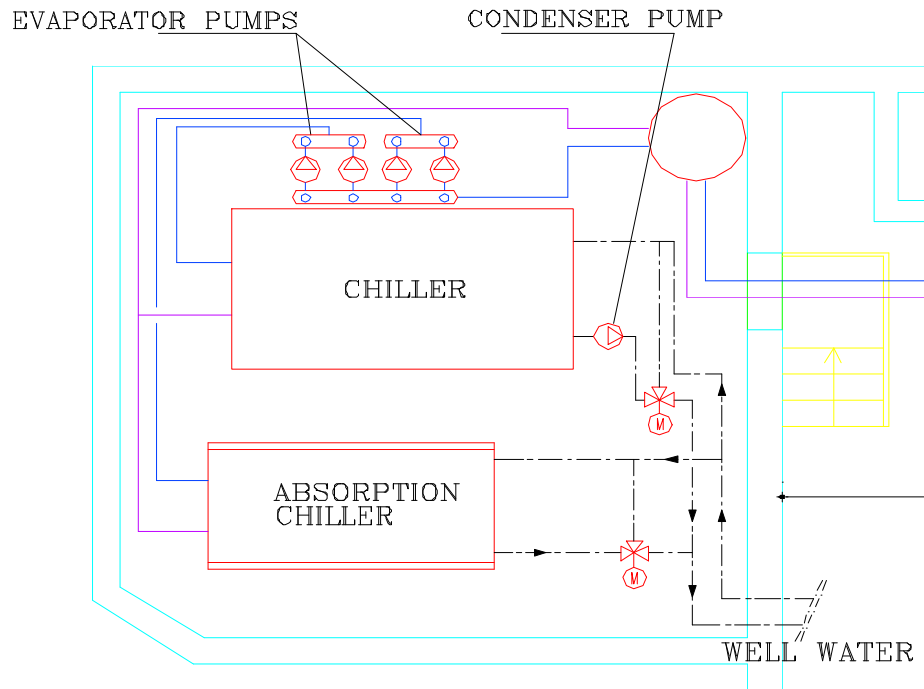 EVAPORATOR PUMPS
CONDENSER PUMP
CHILLER
M
ABSORPTION
CHILLER
M
WELL WATER